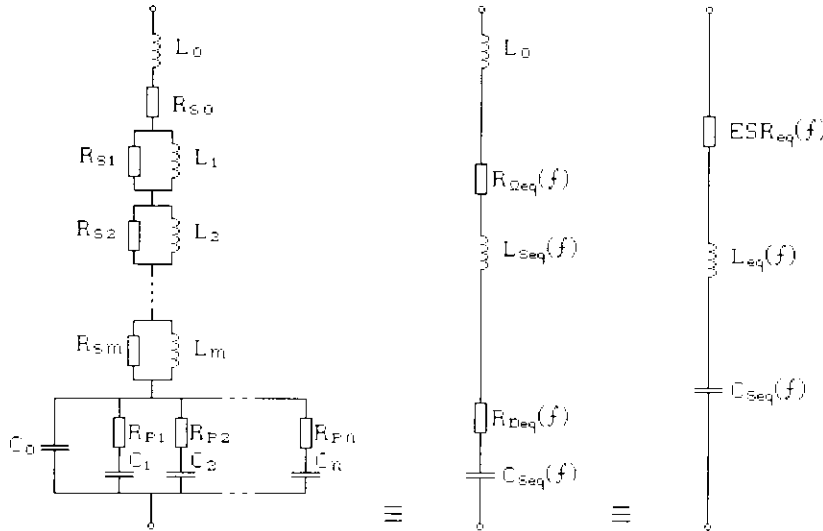 L0
RS0
RS1
L1
RS2
L2
RSm
Lm
C0
RP1
RP2
RPn
C1
C2
Cn
≡
L0
RΩeq(f)
LSeq(f)
RDeq(f)
CSeq(f)
≡
ESReq(f)
Leq(f)
CSeq(f)